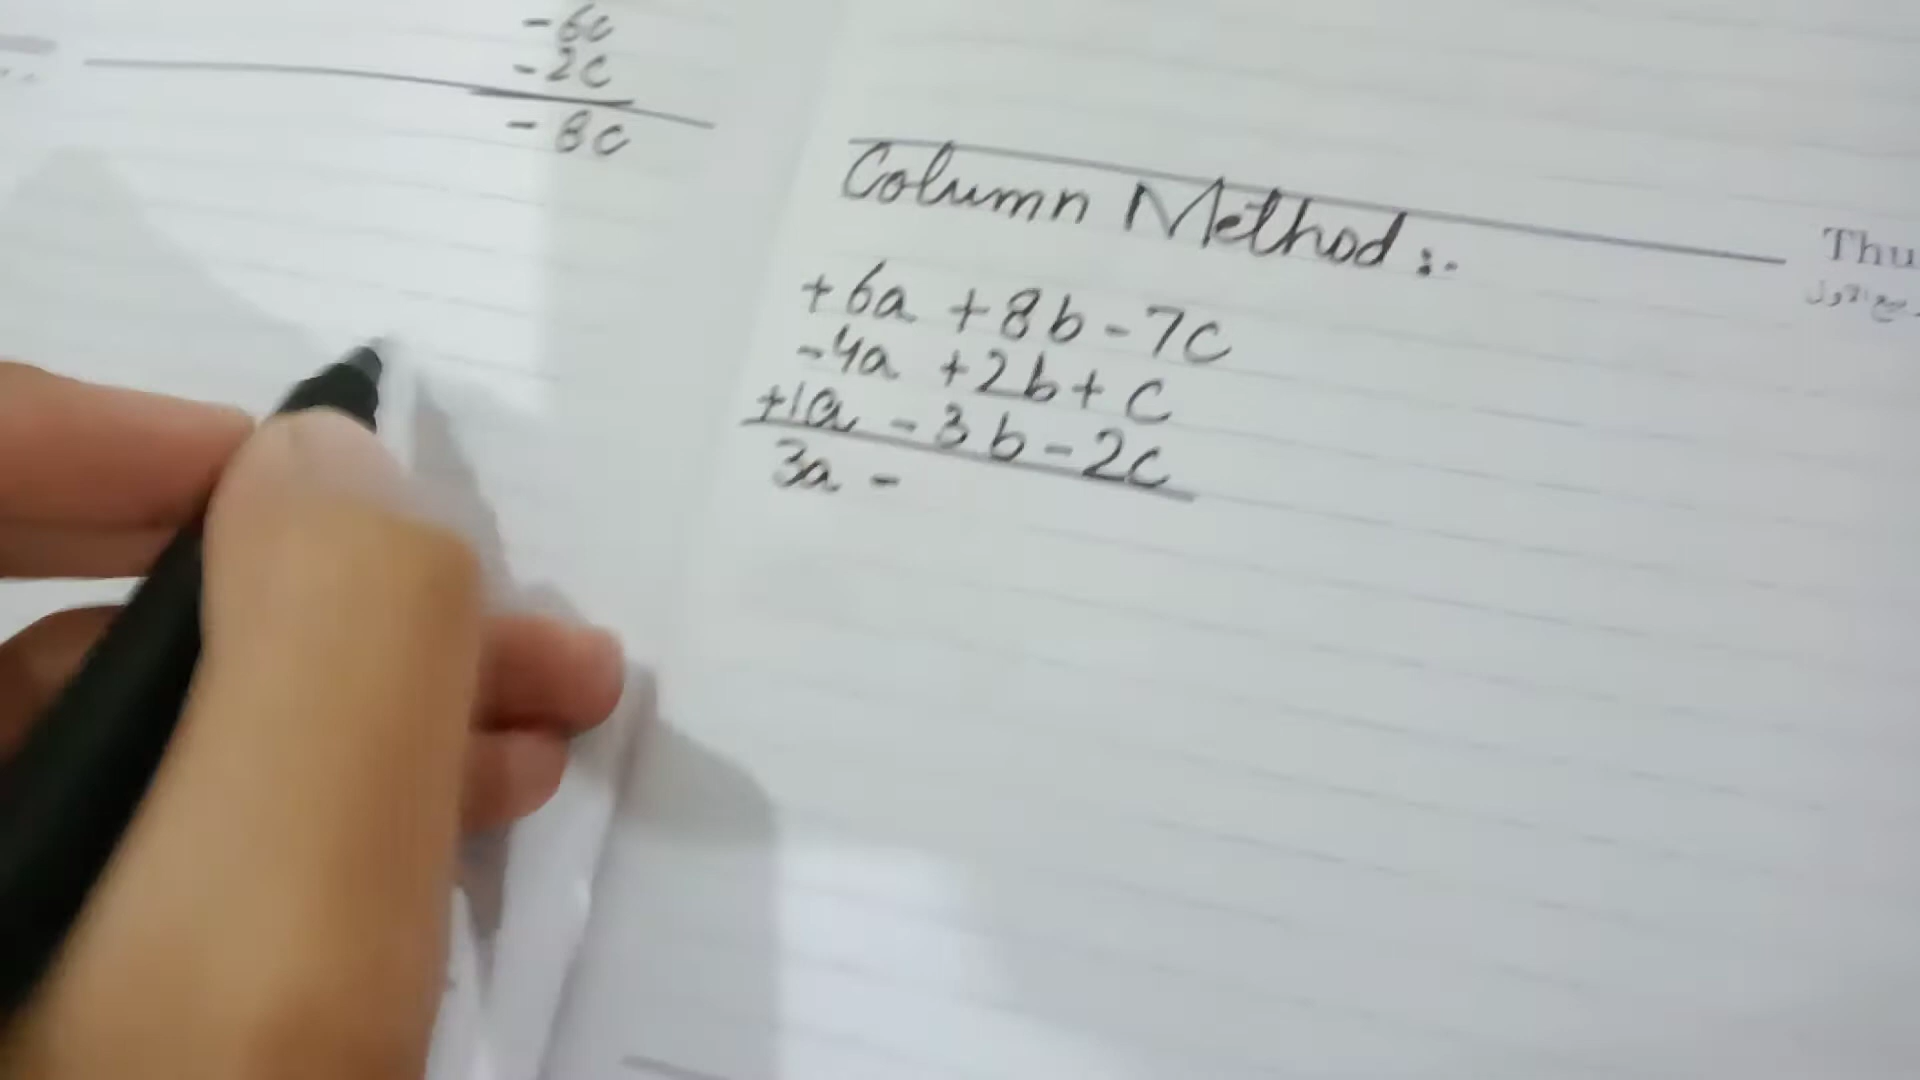 -6c
-2c
-8c
Column Method :-
+6a +8b -7c
-4a +2b + c
+1a -3b -2c
3a -
Thu